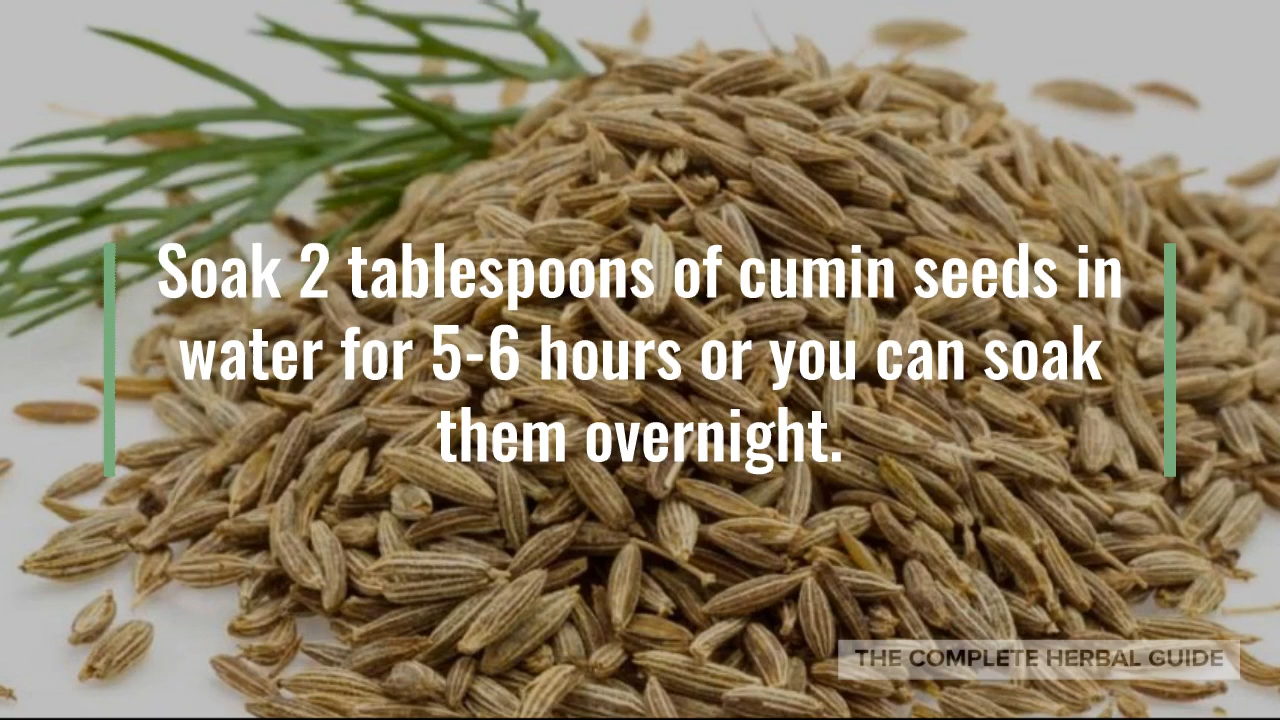 Soak 2 tablespoons of cumin seeds in
water for 5-6 hours or you can soak
them overnight.
THE COMPLETE HERBAL GUIDE